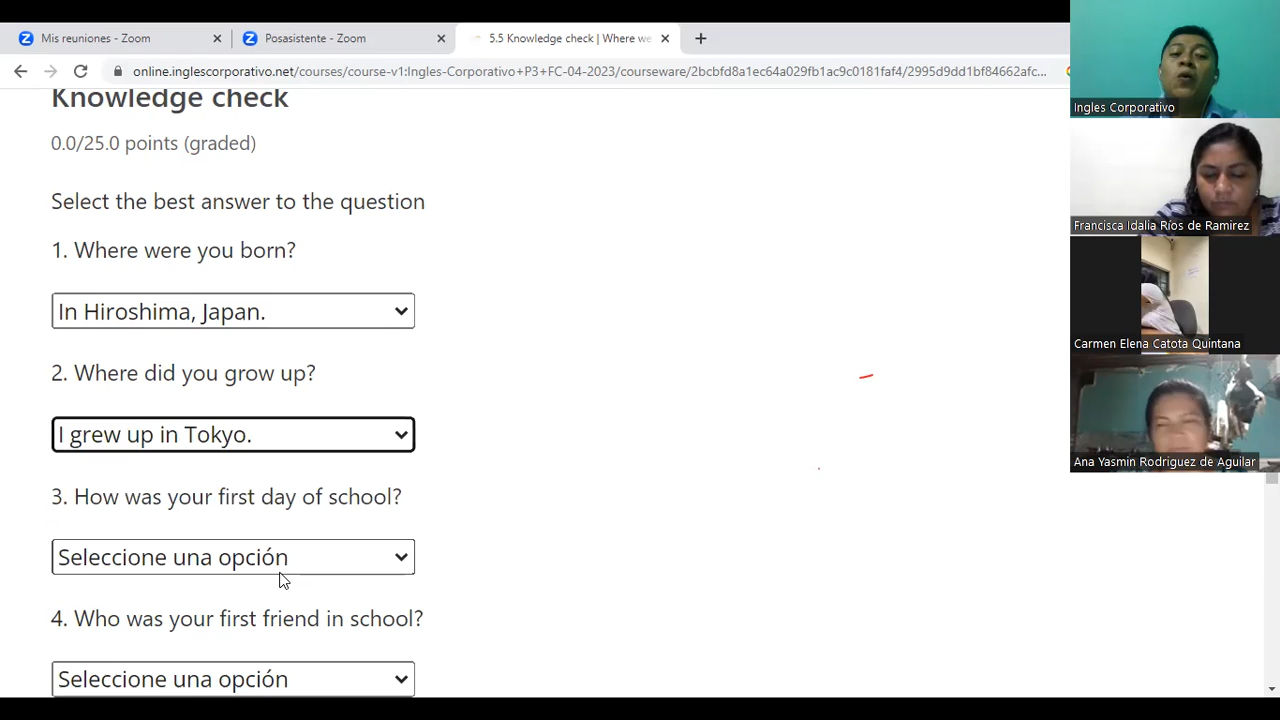 Mis reuniones - Zoom
Posasistente - Zoom
5.5 Knowledge check | Where we
online.inglescorporativo.net/courses/course-v1:Ingles-Corporativo+P3+FC-04-2023/courseware/2bcbfd8a1ec64a029fb1ac9c0181faf4/2995d9dd1bf84662afc...
Knowledge check
0.0/25.0 points (graded)
Select the best answer to the question
1. Where were you born?
In Hiroshima, Japan.
2. Where did you grow up?
I grew up in Tokyo.
3. How was your first day of school?
Seleccione una opción
4. Who was your first friend in school?
Seleccione una opción
Ingles Corporativo
Francisca Idalia Ríos de Ramirez
Carmen Elena Catota Quintana
Ana Yasmin Rodriguez de Aguilar